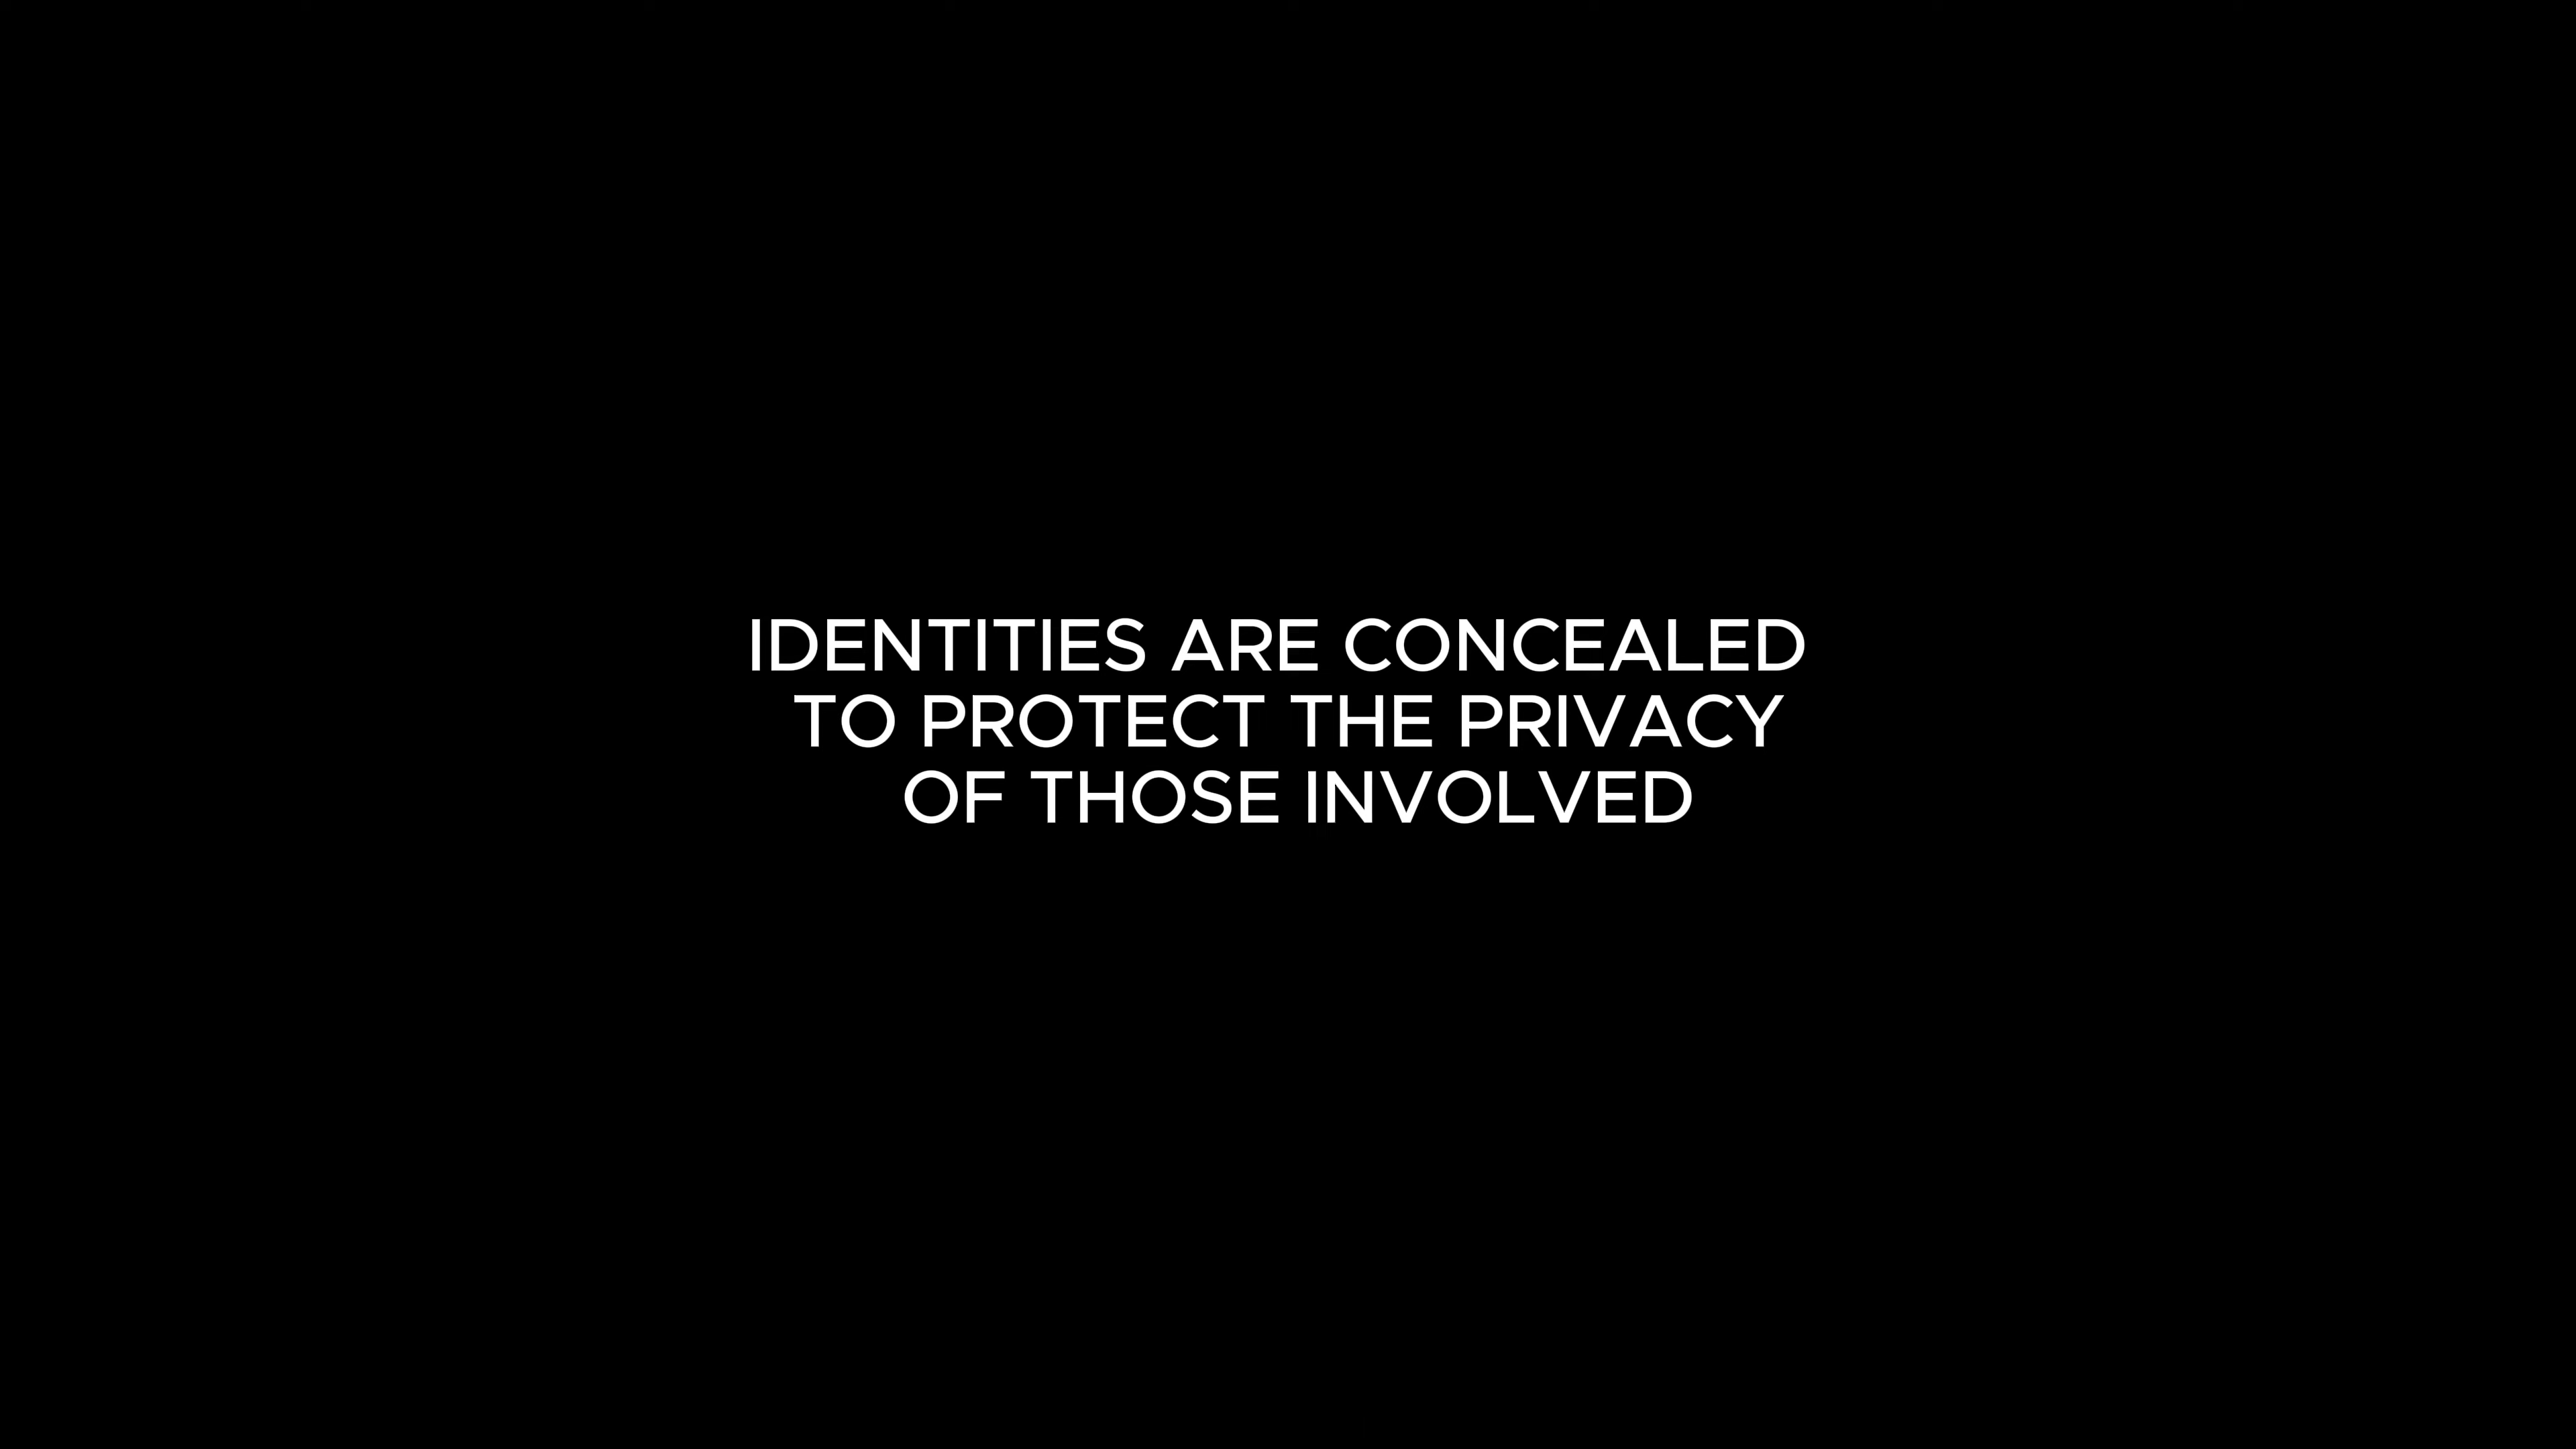 IDENTITIES ARE CONCEALED
TO PROTECT THE PRIVACY
OF THOSE INVOLVED